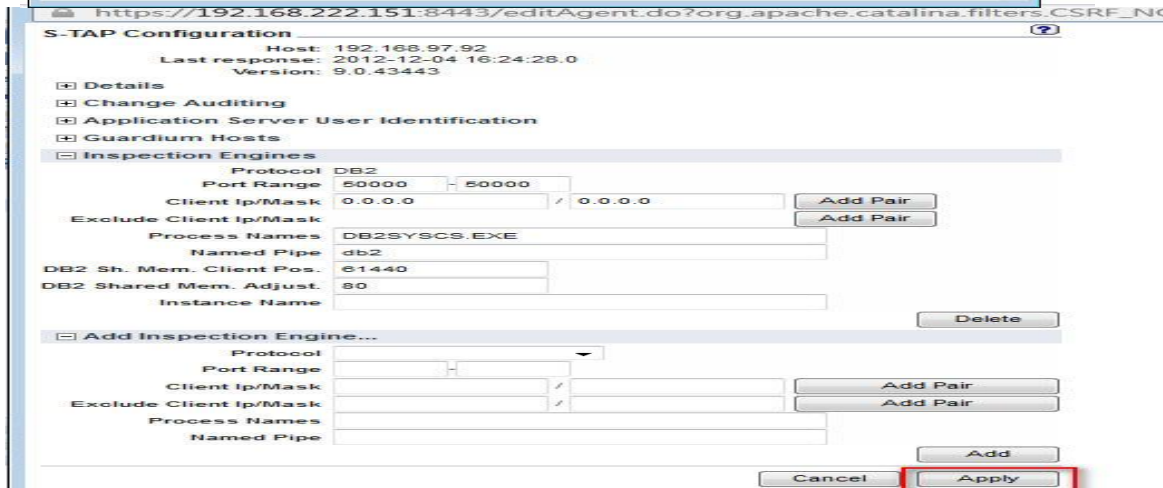 https://192.168.222.151:8443/editAgent.do?org.apache.catalina.filters.CSRF_NO
S-TAP Configuration
Host: 192.168.97.92
Last response: 2012-12-04 16:24:28.0
Version: 9.0.43443
Details
Change Auditing
Application Server User Identification
Guardium Hosts
Inspection Engines
Protocol DB2
Port Range 50000 - 50000
Client Ip/Mask 0.0.0.0 / 0.0.0.0 Add Pair
Exclude Client Ip/Mask Add Pair
Process Names DB2SYSCS.EXE
Named Pipe db2
DB2 Sh. Mem. Client Pos. 61440
DB2 Shared Mem. Adjust. 80
Instance Name
Delete
Add Inspection Engine...
Protocol
Port Range -
Client Ip/Mask / Add Pair
Exclude Client Ip/Mask / Add Pair
Process Names
Named Pipe
Add
Cancel Apply